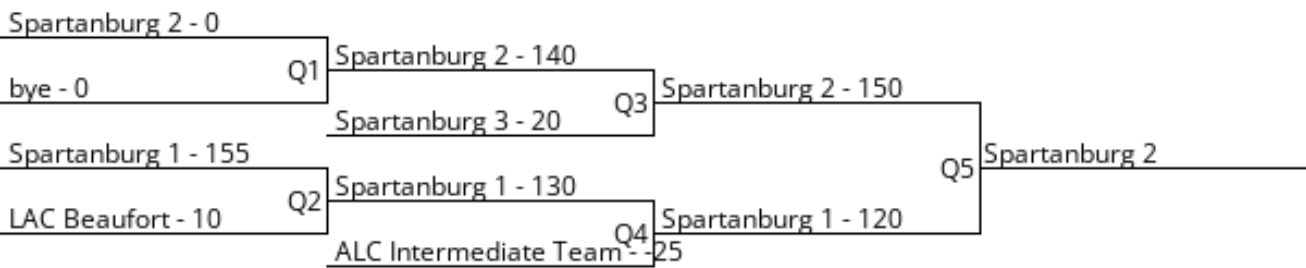 Spartanburg 2 - 0
bye - 0
Q1
Spartanburg 1 - 155
LAC Beaufort - 10
Q2
Spartanburg 2 - 140
Spartanburg 3 - 20
Q3
Spartanburg 1 - 130
ALC Intermediate Team - -25
Q4
Spartanburg 2 - 150
Spartanburg 1 - 120
Q5
Spartanburg 2